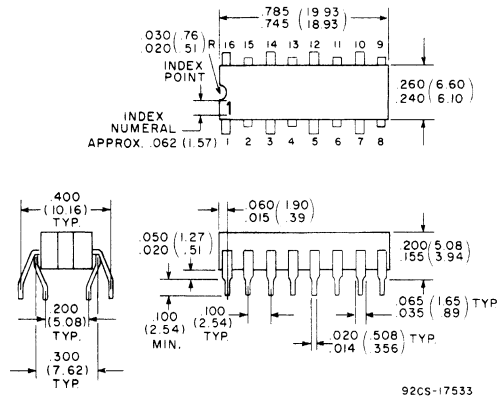 .785 (19.93)
.745 (18.93)
.030 (.76) R
.020 (.51)
16 15 14 13 12 11 10 9
INDEX
POINT
.260 (6.60)
.240 (6.10)
INDEX
NUMERAL
APPROX. .062 (1.57)
1 2 3 4 5 6 7 8
.400
(10.16)
TYP.
.060 (1.90)
.015 (.39)
.050 (1.27)
.020 (.51)
.200 (5.08)
.155 (3.94)
.200
(5.08)
TYP.
.100
(2.54)
MIN.
.100
(2.54)
TYP.
.065 (1.65) TYP
.035 (.89)
.020 (.508) TYP.
.014 (.356)
.300
(7.62)
TYP.
92CS-17533